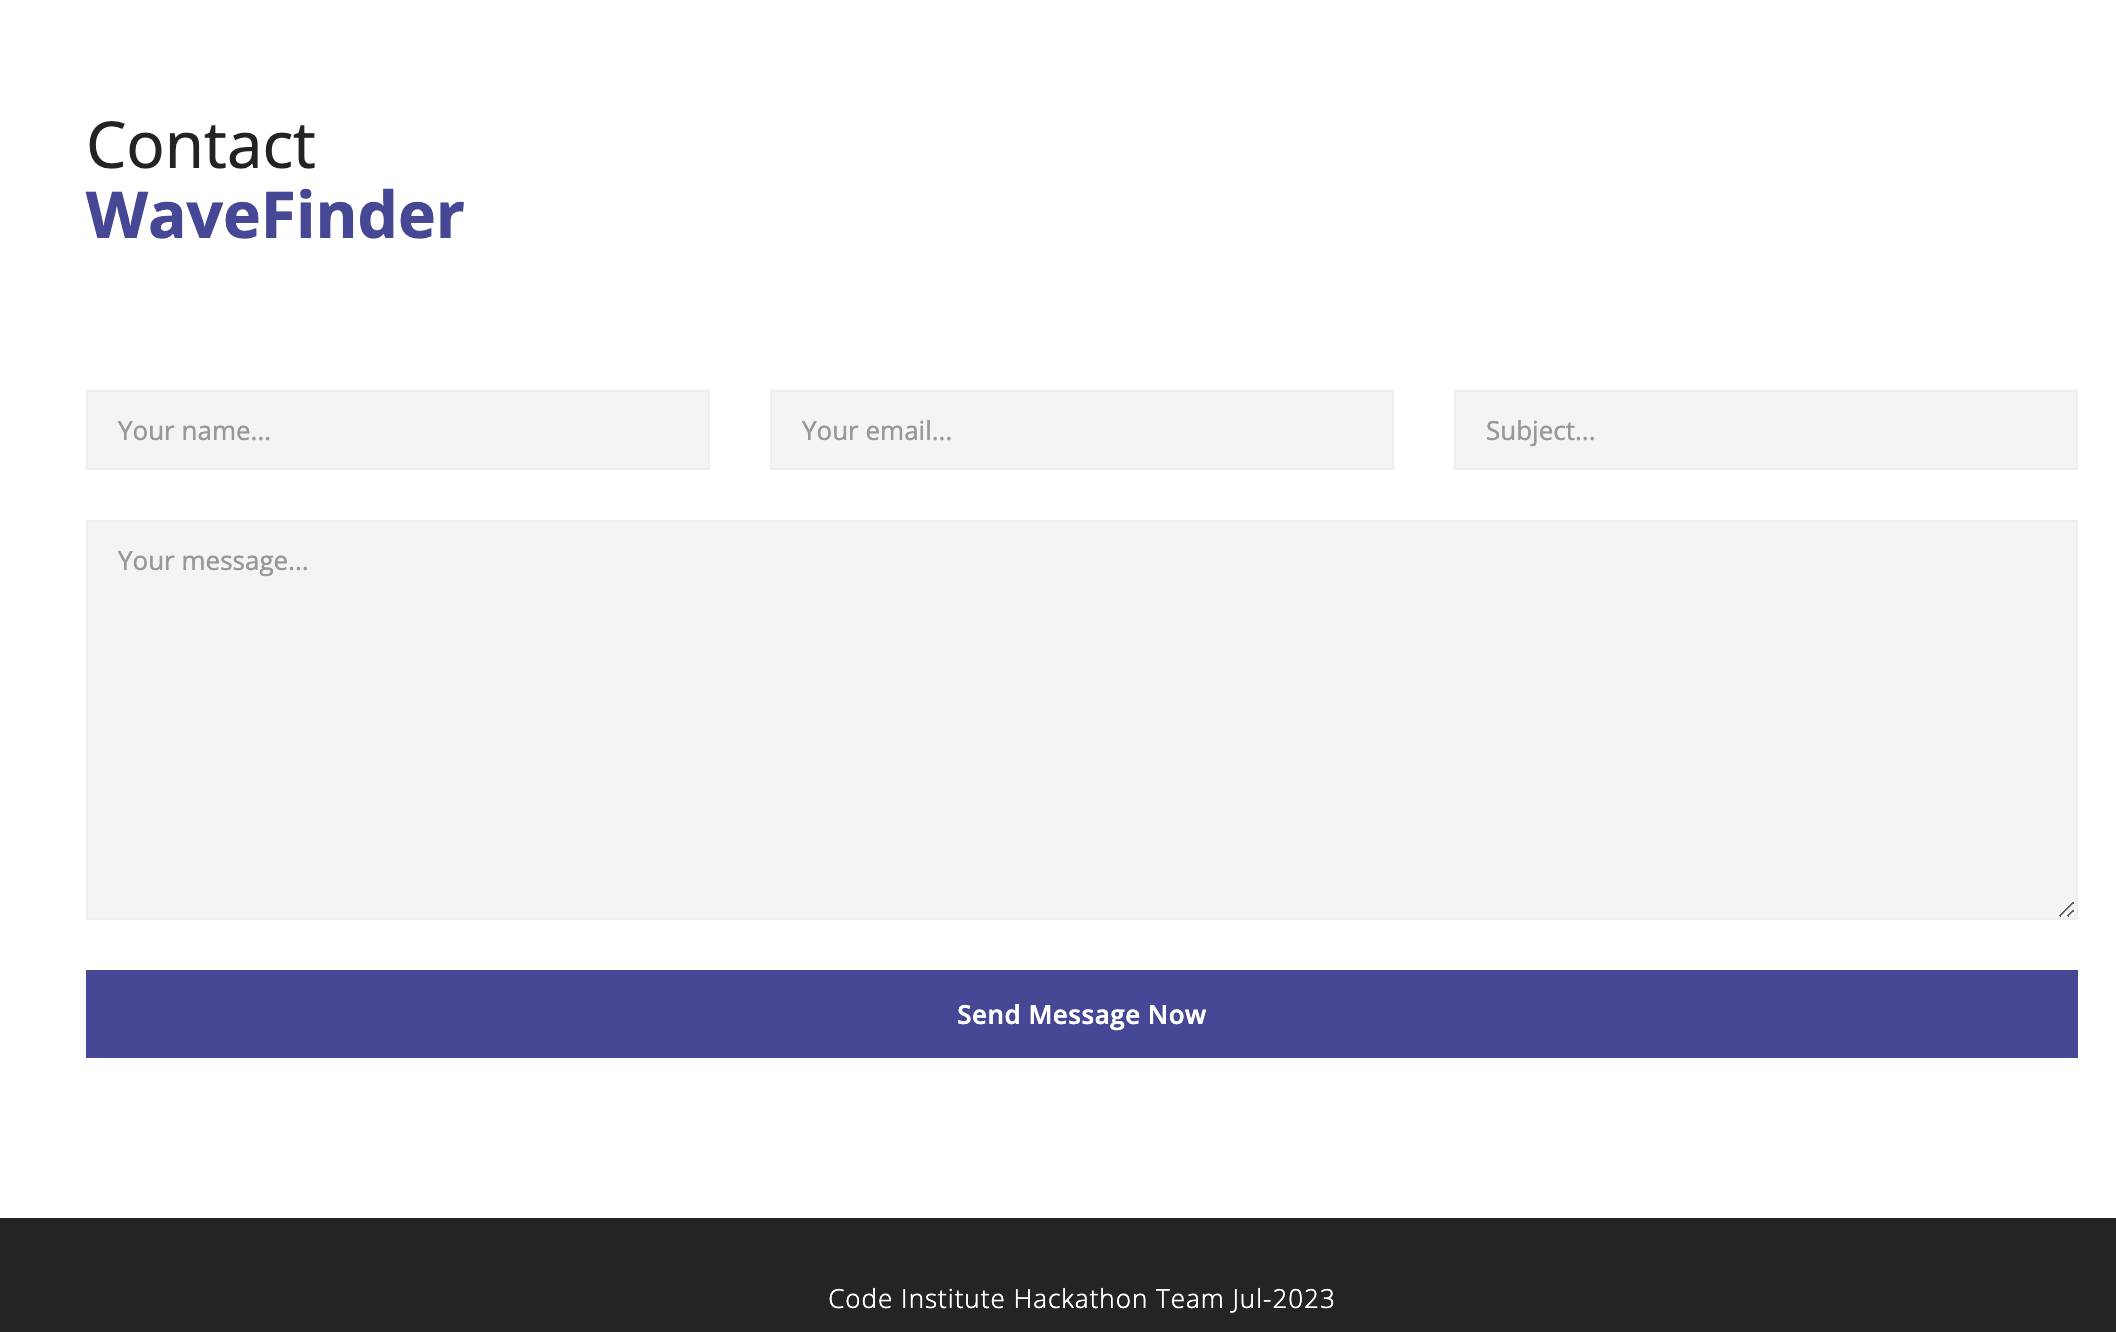 Contact
WaveFinder
Your name...
Your email...
Subject...
Your message...
Send Message Now
Code Institute Hackathon Team Jul-2023